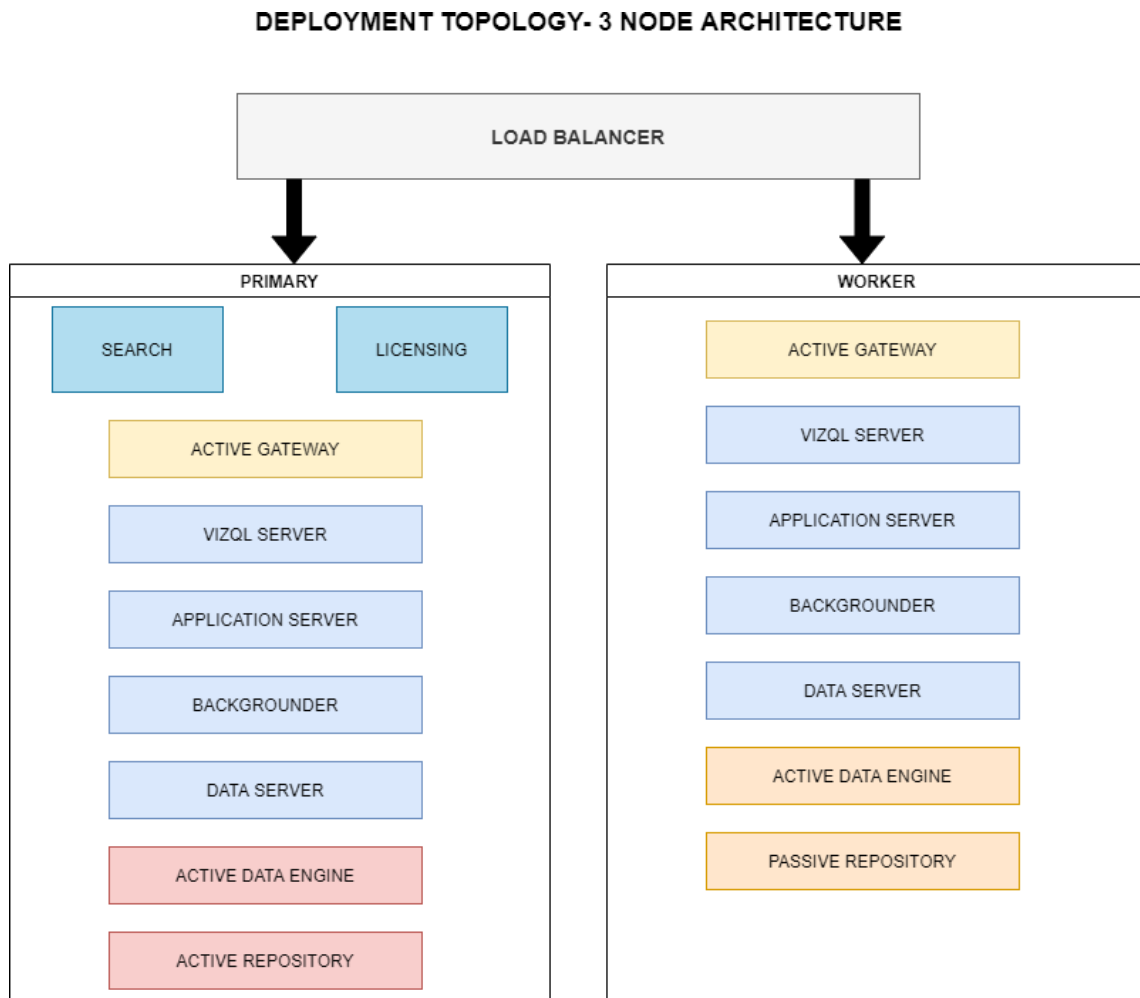 DEPLOYMENT TOPOLOGY- 3 NODE ARCHITECTURE
LOAD BALANCER
PRIMARY
SEARCH
LICENSING
ACTIVE GATEWAY
VIZQL SERVER
APPLICATION SERVER
BACKGROUNDER
DATA SERVER
ACTIVE DATA ENGINE
ACTIVE REPOSITORY
WORKER
ACTIVE GATEWAY
VIZQL SERVER
APPLICATION SERVER
BACKGROUNDER
DATA SERVER
ACTIVE DATA ENGINE
PASSIVE REPOSITORY